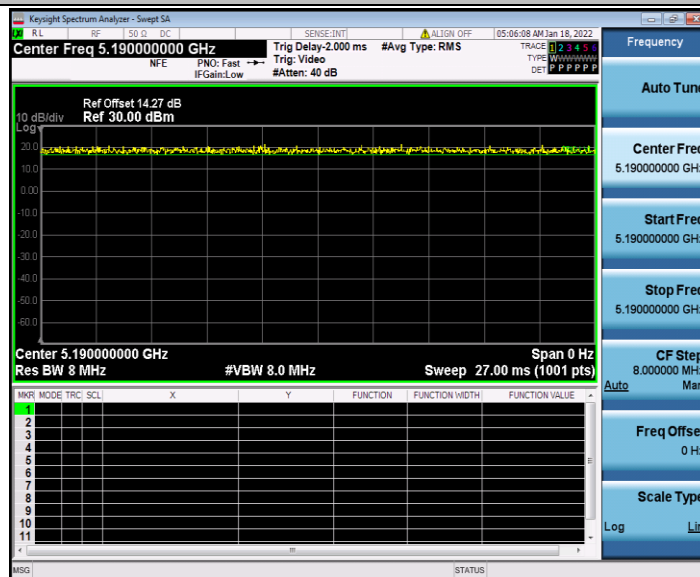 Keysight Spectrum Analyzer - Swept SA
RL RF 50 Ω DC SENSE:INT ALIGN OFF 05:06:08 AM Jan 18, 2022
Center Freq 5.190000000 GHz
NFE PNO: Fast IFGain:Low
Trig Delay-2.000 ms #Avg Type: RMS
Trig: Video
#Atten: 40 dB
TRACE 1 2 3 4 5 6
TYPE WWWWWW
DET P P P P P P
Ref Offset 14.27 dB
10 dB/div Ref 30.00 dBm
Log
20.0
10.0
0.00
-10.0
-20.0
-30.0
-40.0
-50.0
-60.0
Center 5.190000000 GHz Span 0 Hz
Res BW 8 MHz #VBW 8.0 MHz Sweep 27.00 ms (1001 pts)
MKR MODE TRC SCL X Y FUNCTION FUNCTION WIDTH FUNCTION VALUE
1
2
3
4
5
6
7
8
9
10
11
MSG STATUS
Frequency
Auto Tune
Center Freq
5.190000000 GHz
Start Freq
5.190000000 GHz
Stop Freq
5.190000000 GHz
CF Step
8.000000 MHz
Auto Man
Freq Offset
0 Hz
Scale Type
Log Lin